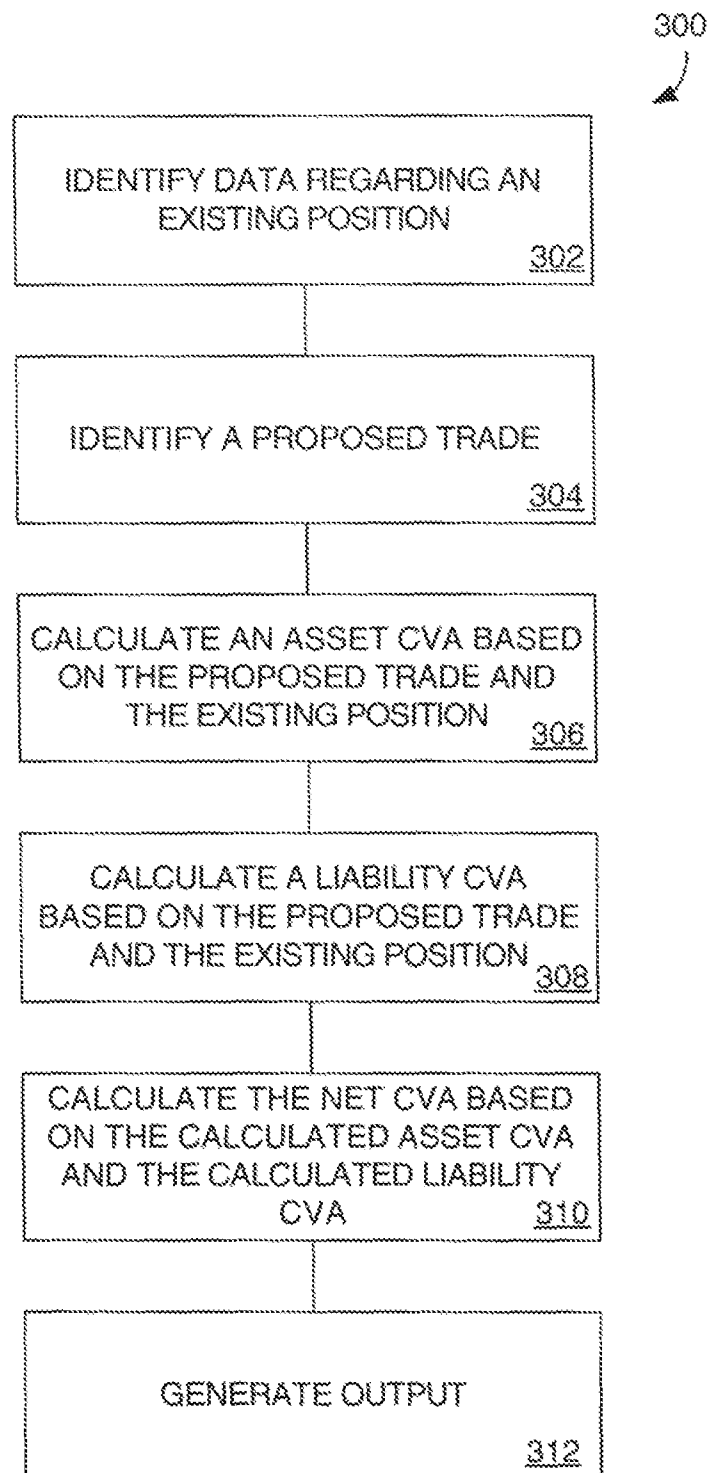 300
IDENTIFY DATA REGARDING AN
EXISTING POSITION
302
IDENTIFY A PROPOSED TRADE
304
CALCULATE AN ASSET CVA BASED
ON THE PROPOSED TRADE AND
THE EXISTING POSITION
306
CALCULATE A LIABILITY CVA
BASED ON THE PROPOSED TRADE
AND THE EXISTING POSITION
308
CALCULATE THE NET CVA BASED
ON THE CALCULATED ASSET CVA
AND THE CALCULATED LIABILITY
CVA
310
GENERATE OUTPUT
312